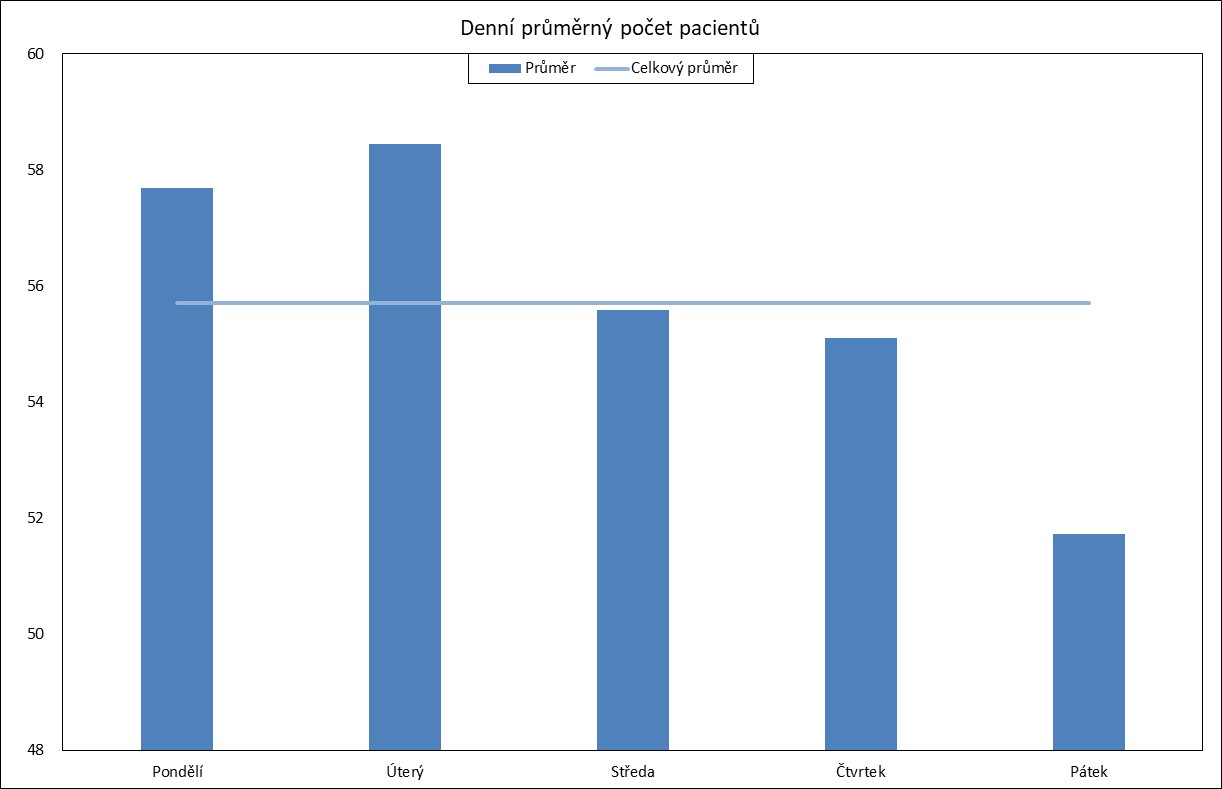 Denní průměrný počet pacientů
Průměr Celkový průměr
60
58
56
54
52
50
48
Pondělí Úterý Středa Čtvrtek Pátek